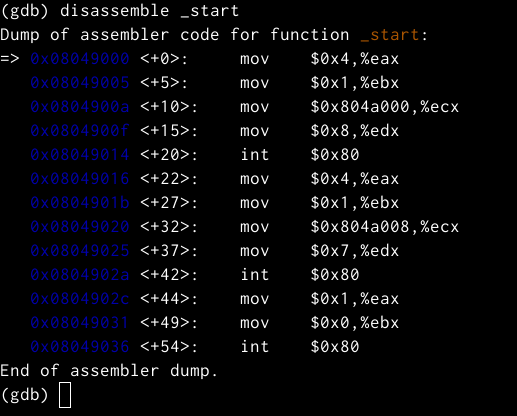 (gdb) disassemble _start
Dump of assembler code for function _start:
=> 0x08049000 <+0>:     mov    $0x4,%eax
   0x08049005 <+5>:     mov    $0x1,%ebx
   0x0804900a <+10>:    mov    $0x804a000,%ecx
   0x0804900f <+15>:    mov    $0x8,%edx
   0x08049014 <+20>:    int    $0x80
   0x08049016 <+22>:    mov    $0x4,%eax
   0x0804901b <+27>:    mov    $0x1,%ebx
   0x08049020 <+32>:    mov    $0x804a008,%ecx
   0x08049025 <+37>:    mov    $0x7,%edx
   0x0804902a <+42>:    int    $0x80
   0x0804902c <+44>:    mov    $0x1,%eax
   0x08049031 <+49>:    mov    $0x0,%ebx
   0x08049036 <+54>:    int    $0x80
End of assembler dump.
(gdb)